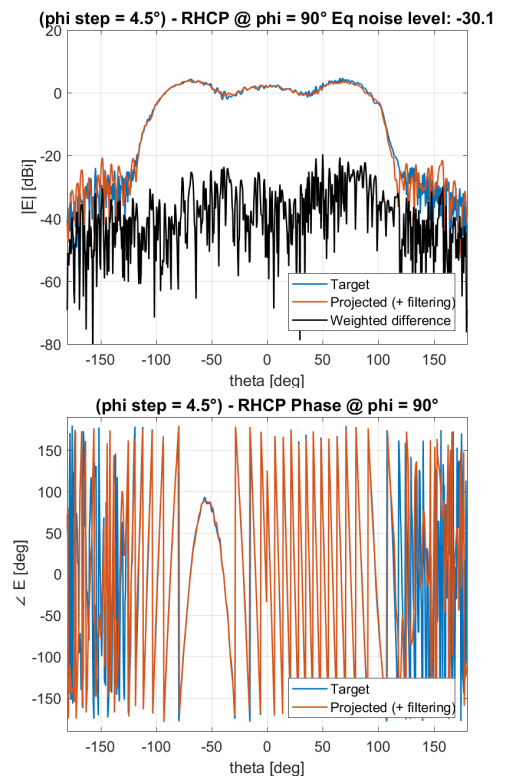 (phi step = 4.5°) - RHCP @ phi = 90° Eq noise level: -30.1
20
0
-20
-40
-60
-80
|E| [dBi]
Target
Projected (+ filtering)
Weighted difference
-150 -100 -50 0 50 100 150
theta [deg]
(phi step = 4.5°) - RHCP Phase @ phi = 90°
150
100
50
0
-50
-100
-150
∠ E [deg]
Target
Projected (+ filtering)
-150 -100 -50 0 50 100 150
theta [deg]